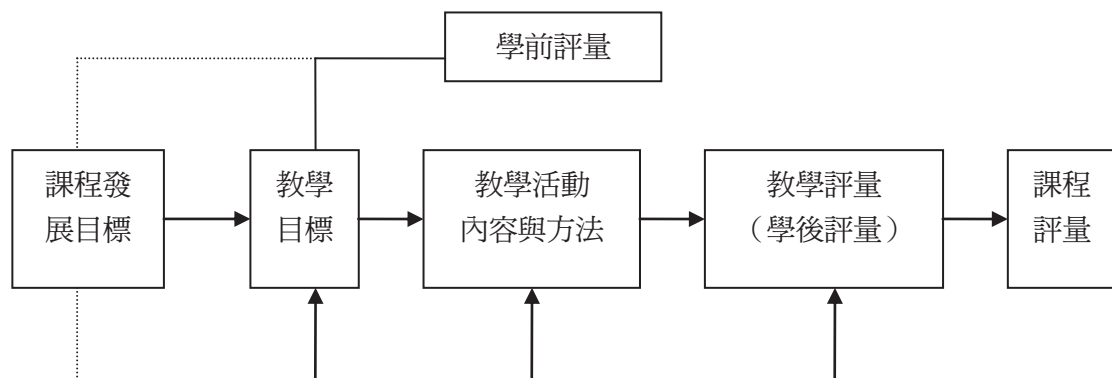 學前評量
課程發
展目標
教學
目標
教學活動
內容與方法
教學評量
（學後評量）
課程
評量